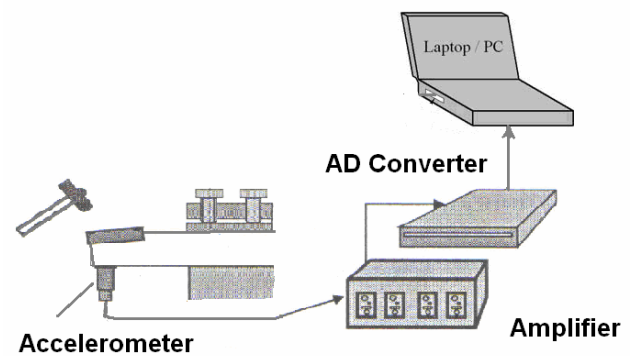 Laptop / PC
AD Converter
Amplifier
Accelerometer